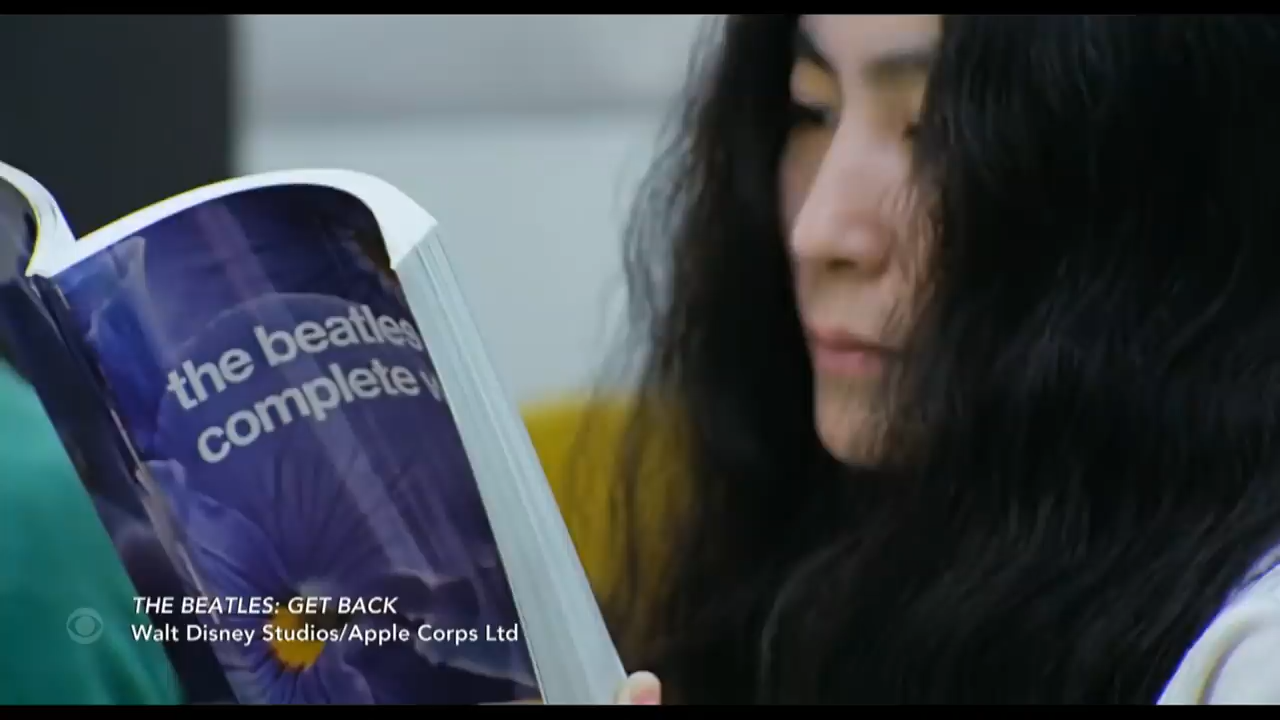 the beatles
complete
THE BEATLES: GET BACK
Walt Disney Studios/Apple Corps Ltd